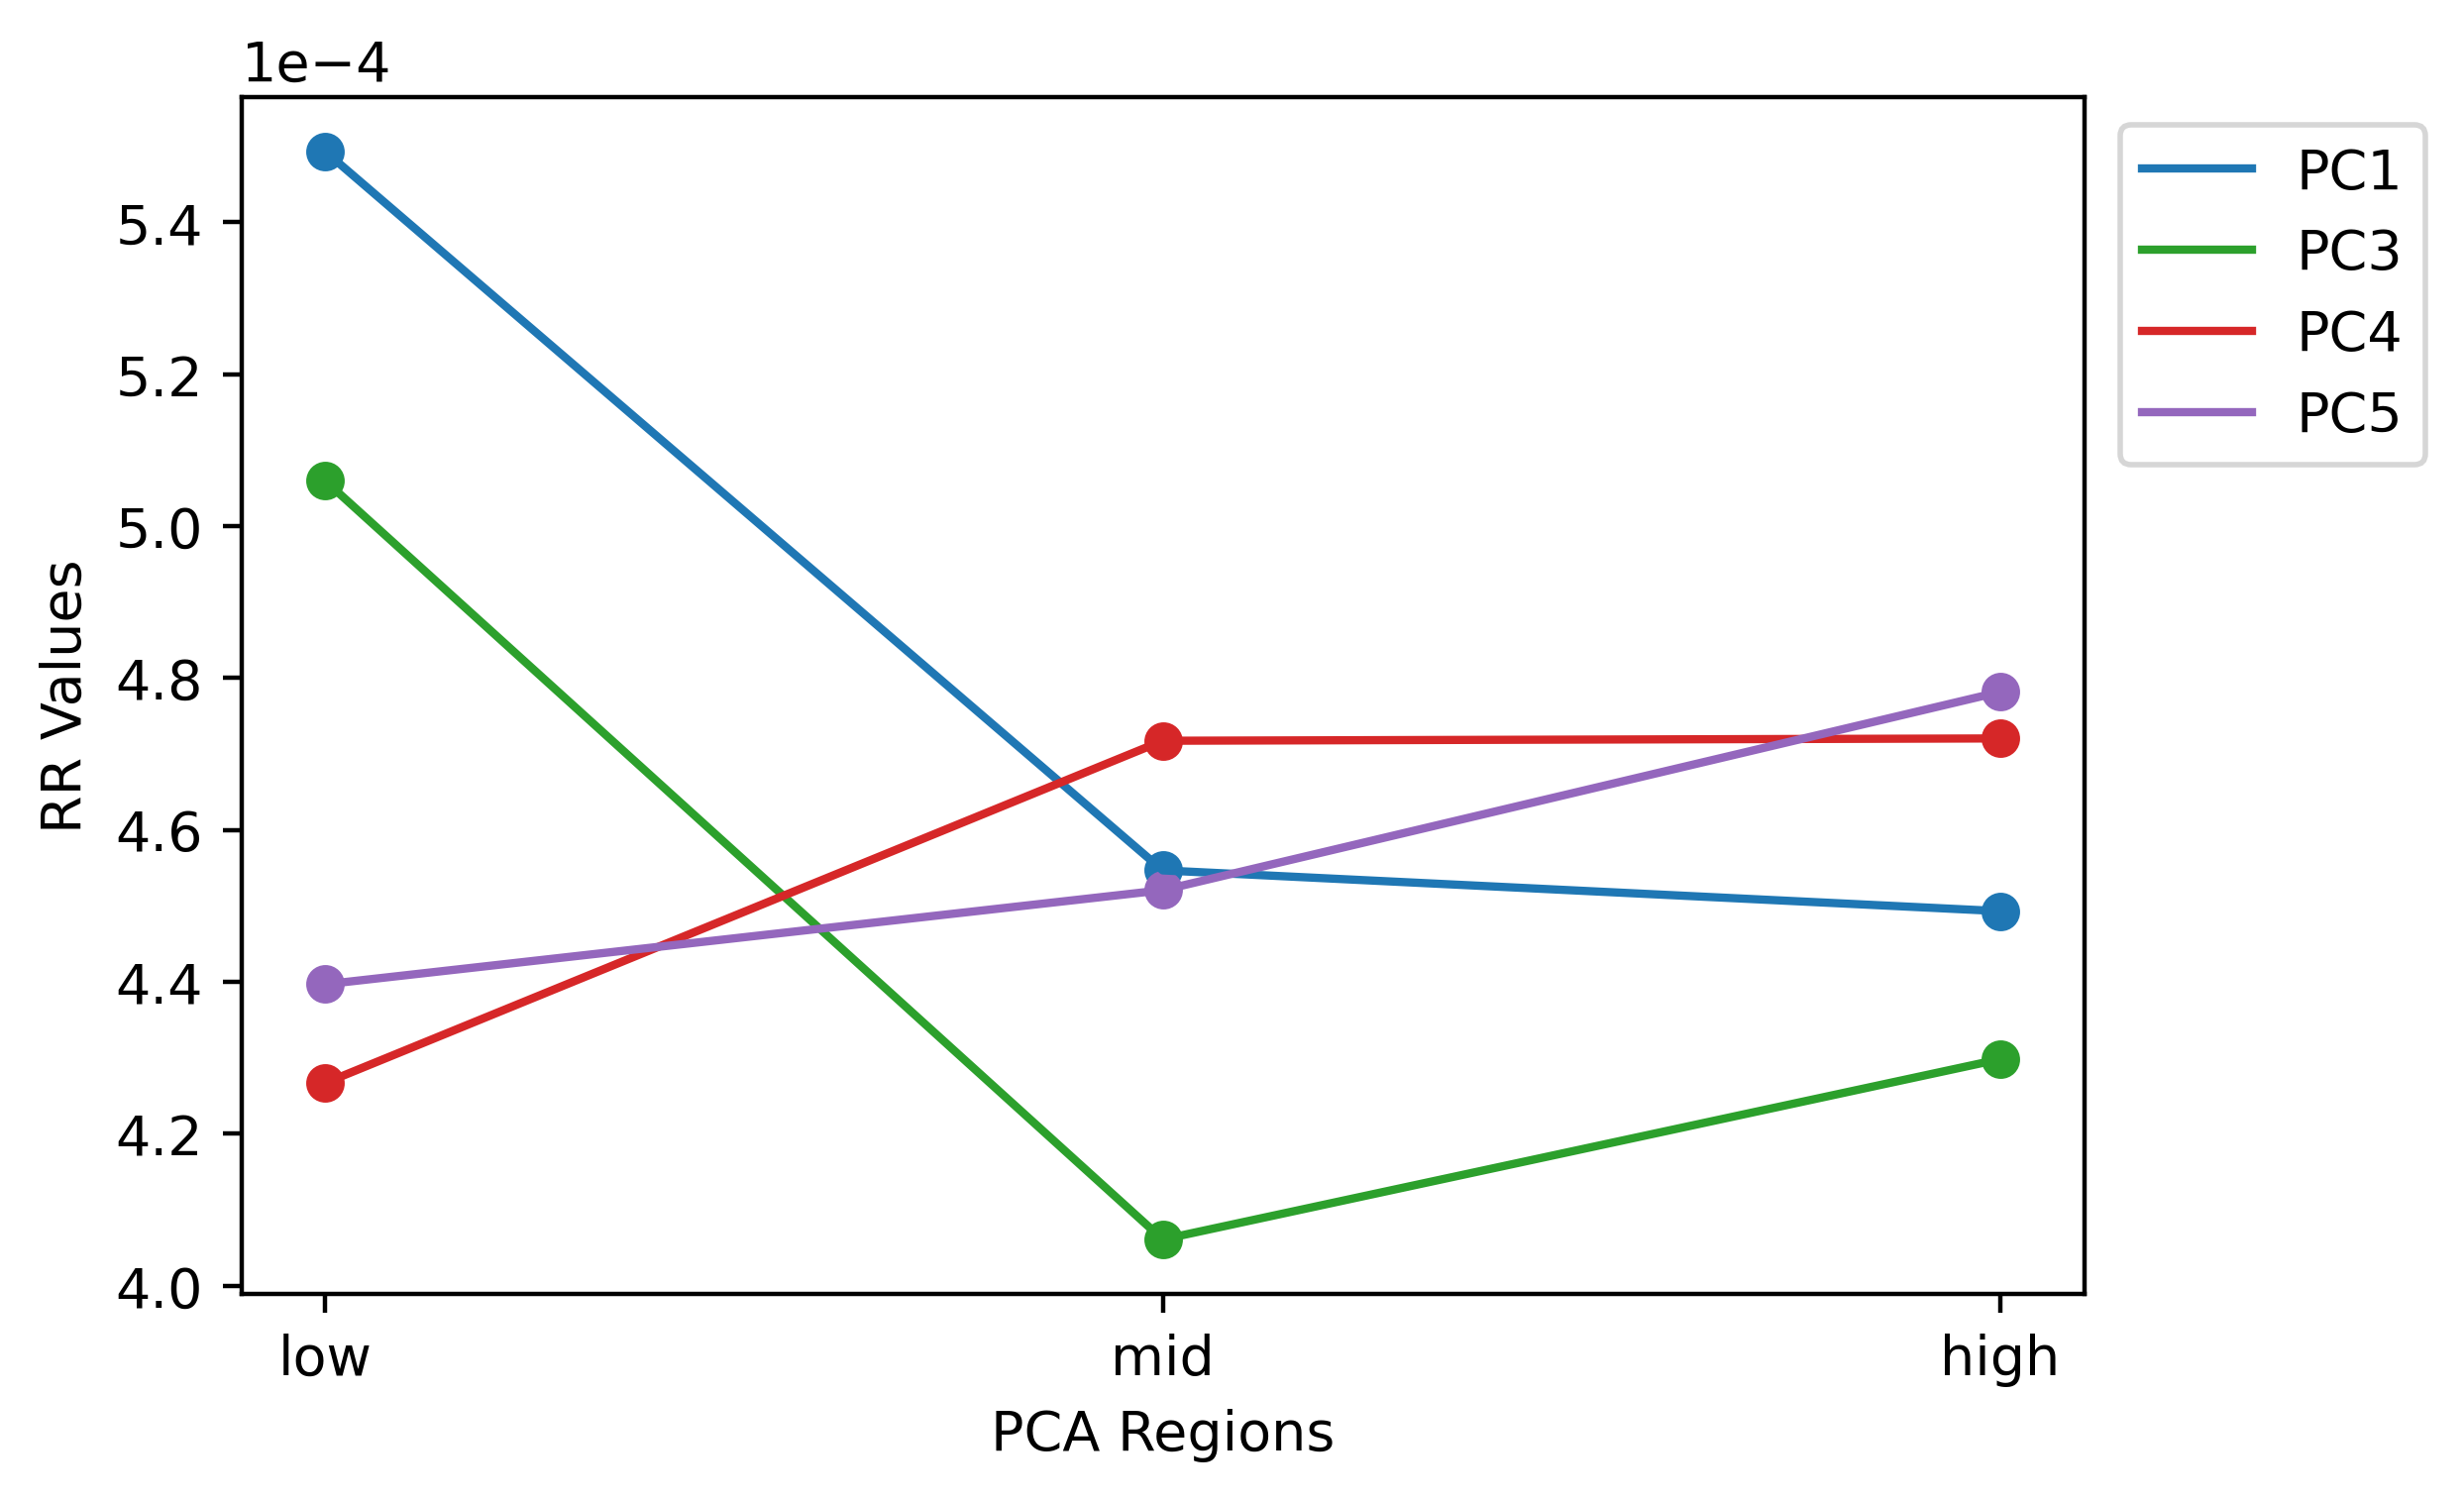 1e−4
5.4
5.2
5.0
4.8
4.6
4.4
4.2
4.0
RR Values
low mid high
PCA Regions
PC1
PC3
PC4
PC5